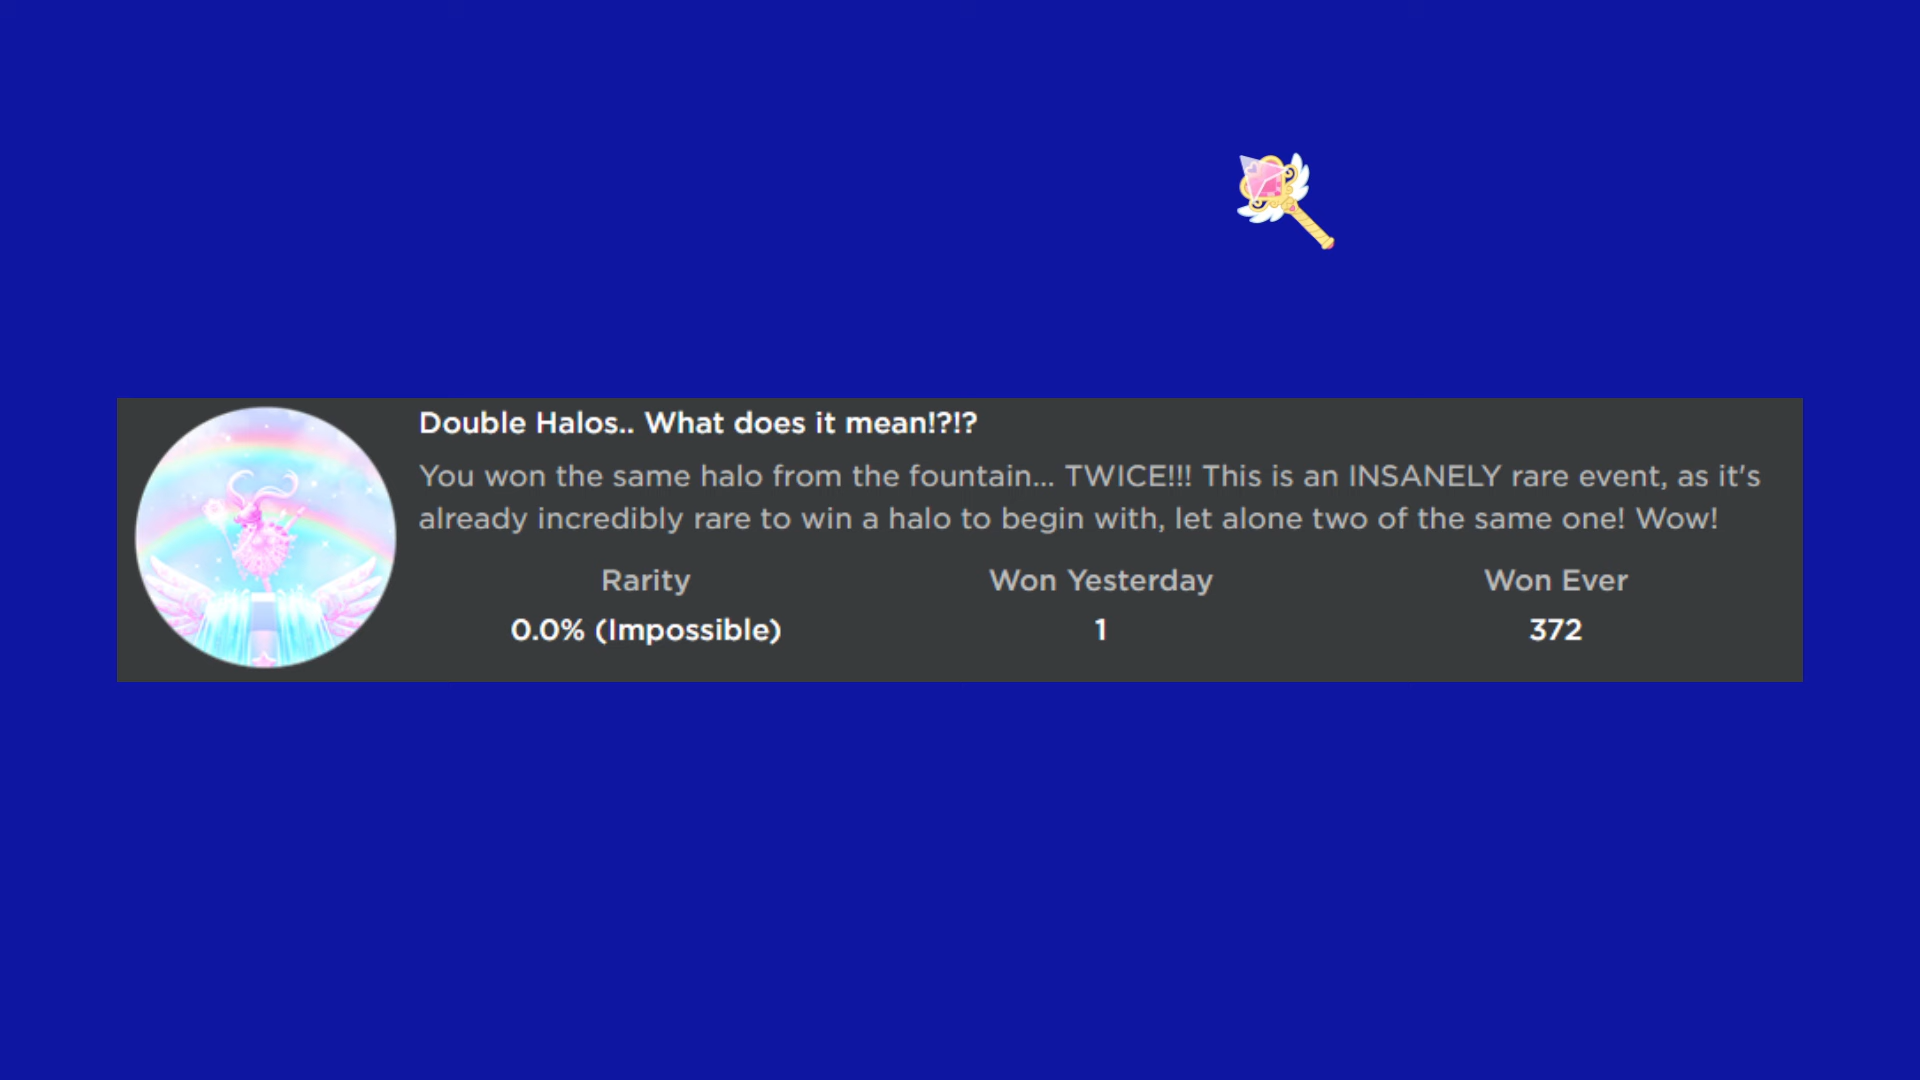 Double Halos.. What does it mean!?!?
You won the same halo from the fountain... TWICE!!! This is an INSANELY rare event, as it's
already incredibly rare to win a halo to begin with, let alone two of the same one! Wow!
Rarity Won Yesterday Won Ever
0.0% (Impossible) 1 372